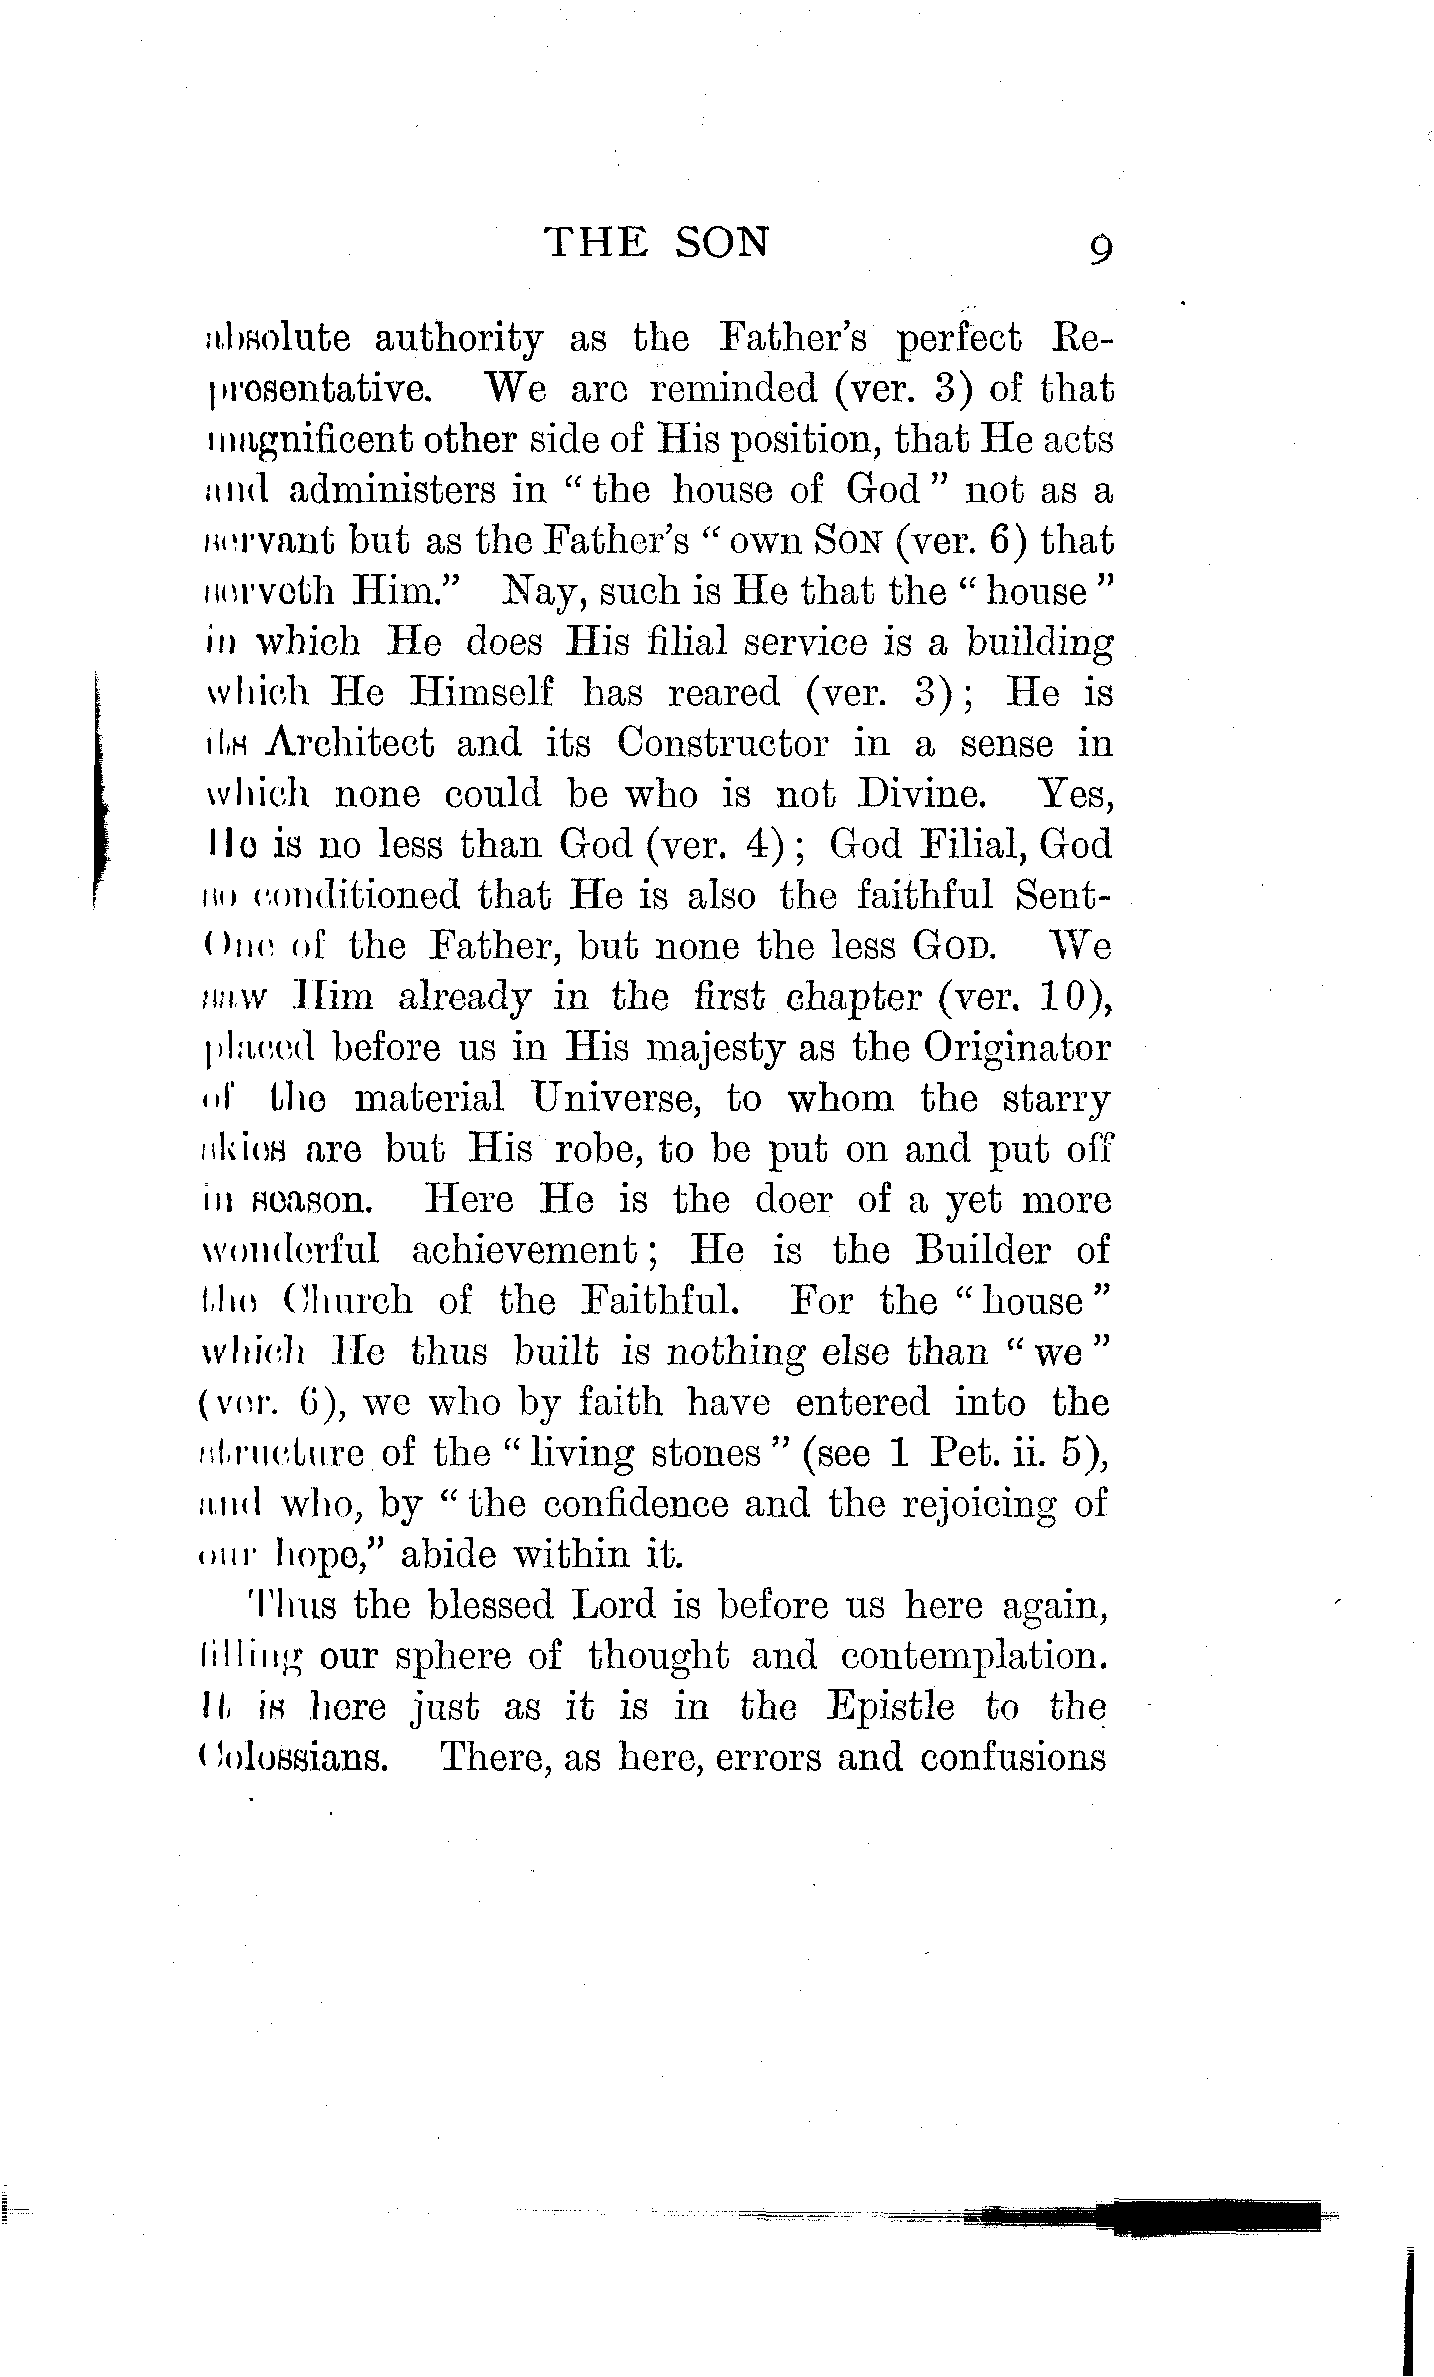 THE SON 9
absolute authority as the Father's perfect Re-
presentative. We are reminded (ver. 3) of that
magnificent other side of His position, that He acts
and administers in “ the house of God ” not as a
servant but as the Father's “ own SON (ver. 6) that
serveth Him.” Nay, such is He that the “ house ”
in which He does His filial service is a building
which He Himself has reared (ver. 3) ; He is
its Architect and its Constructor in a sense in
which none could be who is not Divine. Yes,
He is no less than God (ver. 4) ; God Filial, God
so conditioned that He is also the faithful Sent-
One of the Father, but none the less GOD. We
saw Him already in the first chapter (ver. 10),
placed before us in His majesty as the Originator
of the material Universe, to whom the starry
skies are but His robe, to be put on and put off
in season. Here He is the doer of a yet more
wonderful achievement ; He is the Builder of
the Church of the Faithful. For the “ house ”
which He thus built is nothing else than “ we ”
(ver. 6), we who by faith have entered into the
structure of the “ living stones ” (see 1 Pet. ii. 5),
and who, by “ the confidence and the rejoicing of
our hope,” abide within it.
Thus the blessed Lord is before us here again,
filling our sphere of thought and contemplation.
It is here just as it is in the Epistle to the
Colossians. There, as here, errors and confusions